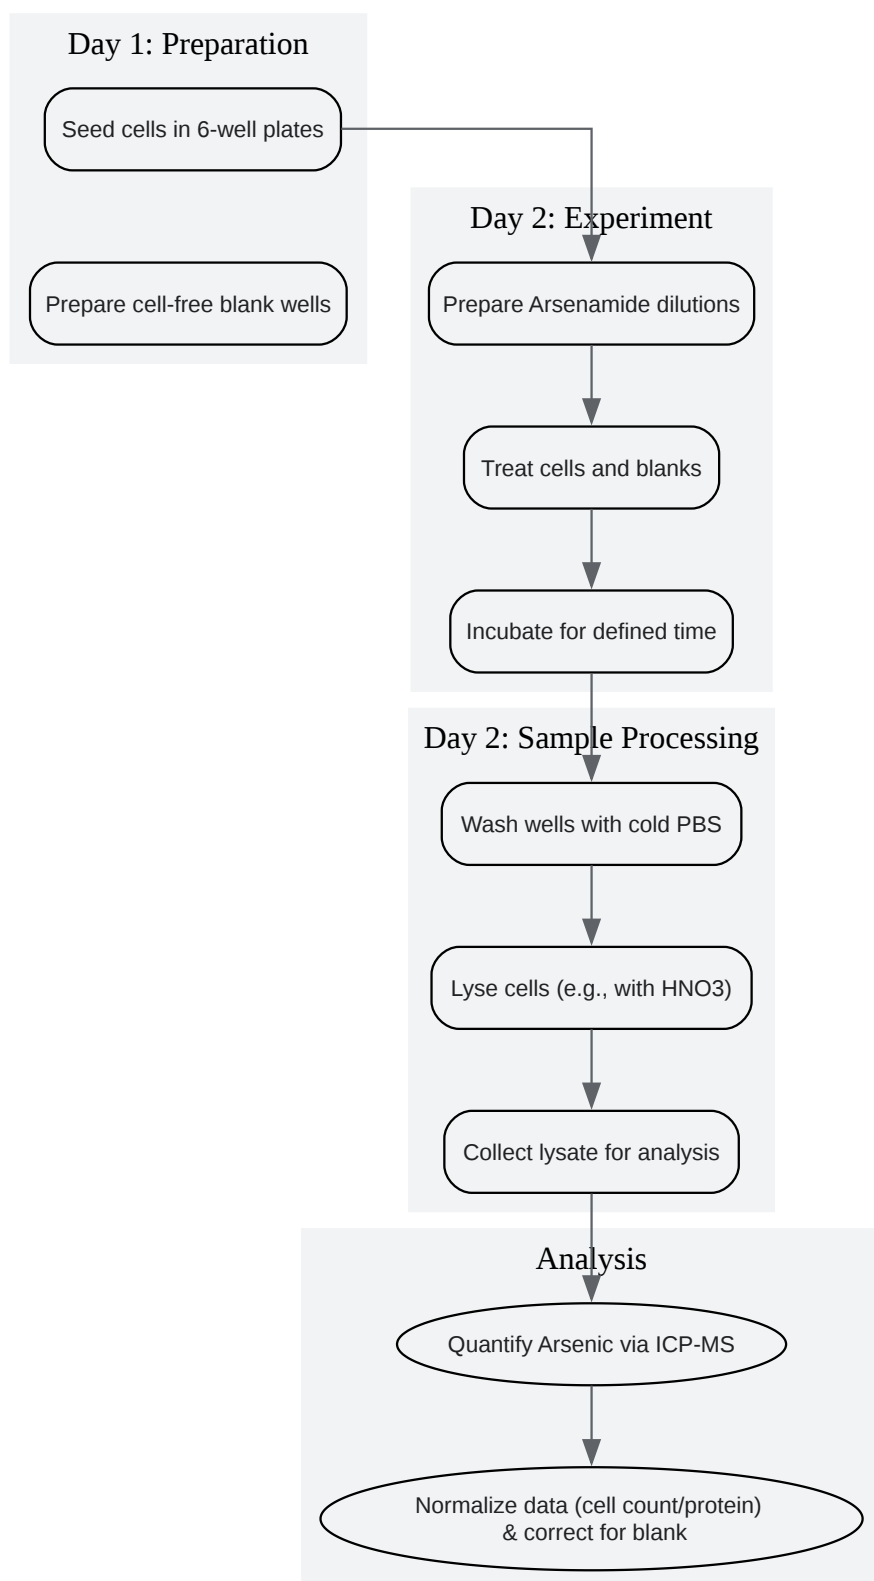 Day 1: Preparation
Seed cells in 6-well plates
Prepare cell-free blank wells
Day 2: Experiment
Prepare Arsenamide dilutions
Treat cells and blanks
Incubate for defined time
Day 2: Sample Processing
Wash wells with cold PBS
Lyse cells (e.g., with HNO3)
Collect lysate for analysis
Analysis
Quantify Arsenic via ICP-MS
Normalize data (cell count/protein)
& correct for blank